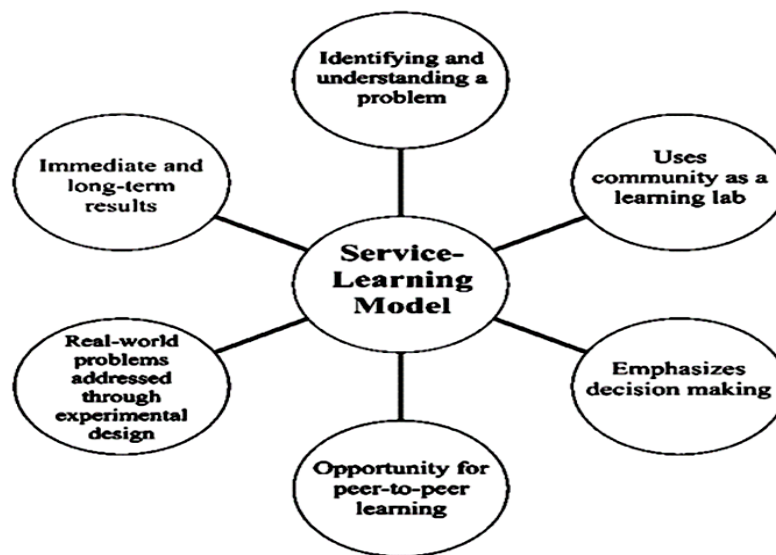 Identifying and
understanding a
problem
Immediate and
long-term
results
Uses
community as a
learning lab
Service-
Learning
Model
Real-world
problems
addressed
through
experimental
design
Emphasizes
decision making
Opportunity for
peer-to-peer
learning